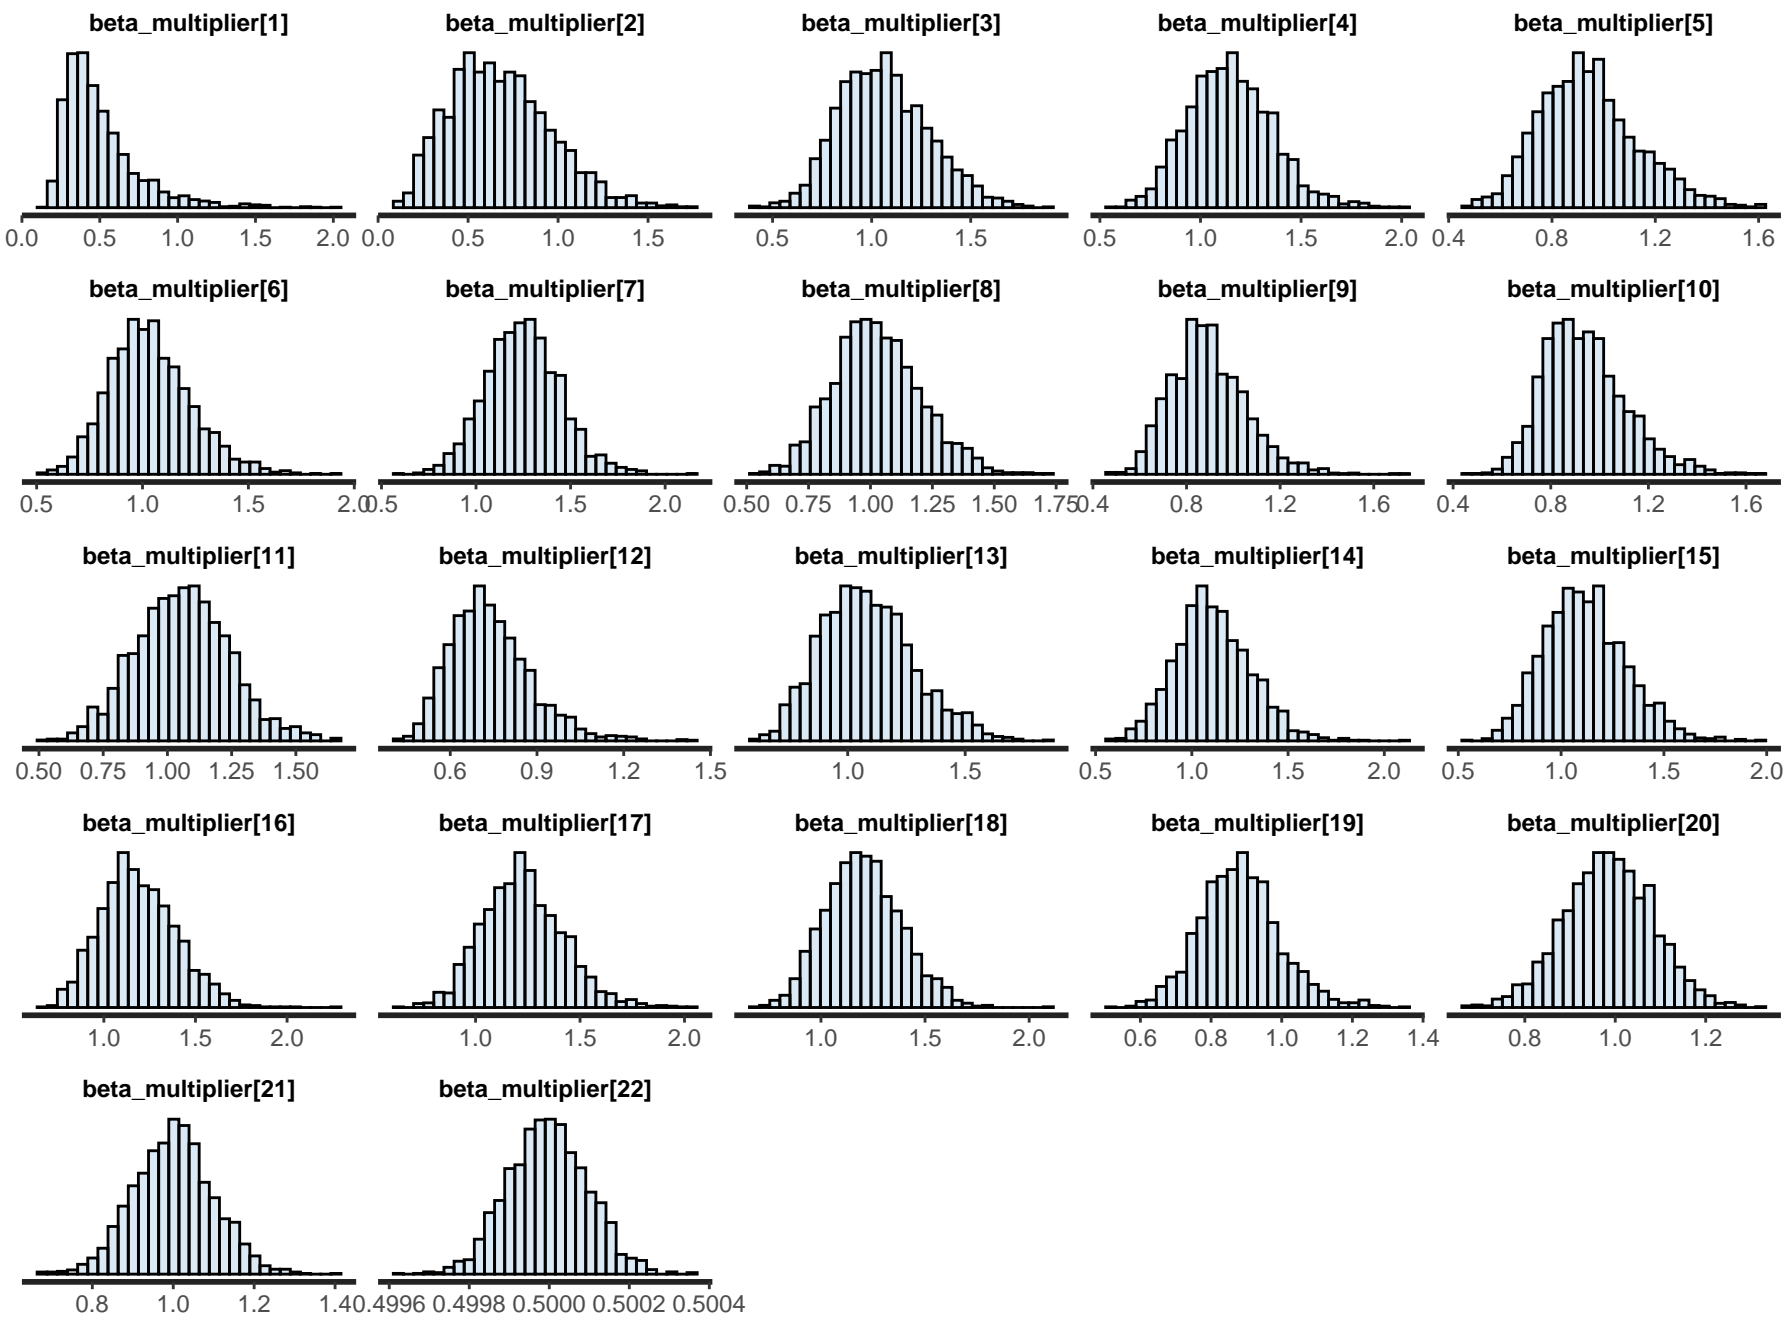 beta_multiplier[1] beta_multiplier[2] beta_multiplier[3] beta_multiplier[4] beta_multiplier[5]
0.0 0.5 1.0 1.5 2.0 0.0 0.5 1.0 1.5 0.5 1.0 1.5 0.5 1.0 1.5 2.0 0.4 0.8 1.2 1.6
beta_multiplier[6] beta_multiplier[7] beta_multiplier[8] beta_multiplier[9] beta_multiplier[10]
0.5 1.0 1.5 2.0 0.5 1.0 1.5 2.0 0.50 0.75 1.00 1.25 1.50 1.75 0.4 0.8 1.2 1.6 0.4 0.8 1.2 1.6
beta_multiplier[11] beta_multiplier[12] beta_multiplier[13] beta_multiplier[14] beta_multiplier[15]
0.50 0.75 1.00 1.25 1.50 0.6 0.9 1.2 1.5 1.0 1.5 0.5 1.0 1.5 2.0 0.5 1.0 1.5 2.0
beta_multiplier[16] beta_multiplier[17] beta_multiplier[18] beta_multiplier[19] beta_multiplier[20]
1.0 1.5 2.0 1.0 1.5 2.0 1.0 1.5 2.0 0.6 0.8 1.0 1.2 1.4 0.8 1.0 1.2
beta_multiplier[21] beta_multiplier[22]
0.8 1.0 1.2 1.4 0.4996 0.4998 0.5000 0.5002 0.5004